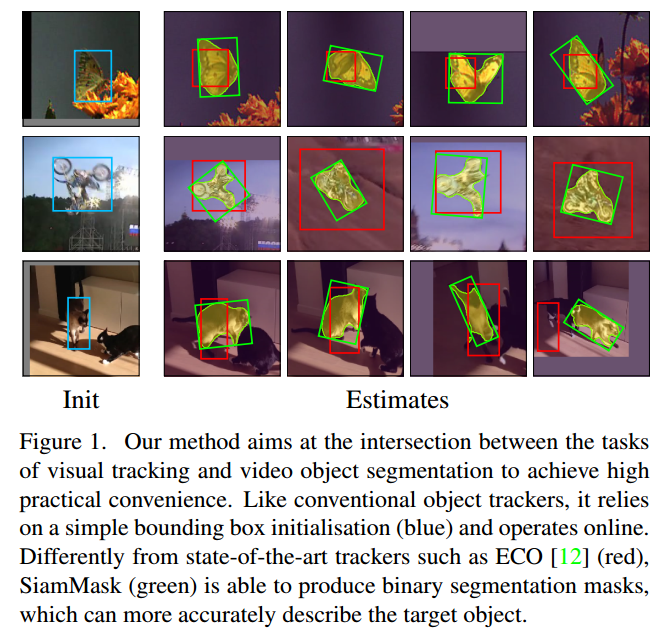 Init
Estimates
Figure 1. Our method aims at the intersection between the tasks
of visual tracking and video object segmentation to achieve high
practical convenience. Like conventional object trackers, it relies
on a simple bounding box initialisation (blue) and operates online.
Differently from state-of-the-art trackers such as ECO [12] (red),
SiamMask (green) is able to produce binary segmentation masks,
which can more accurately describe the target object.